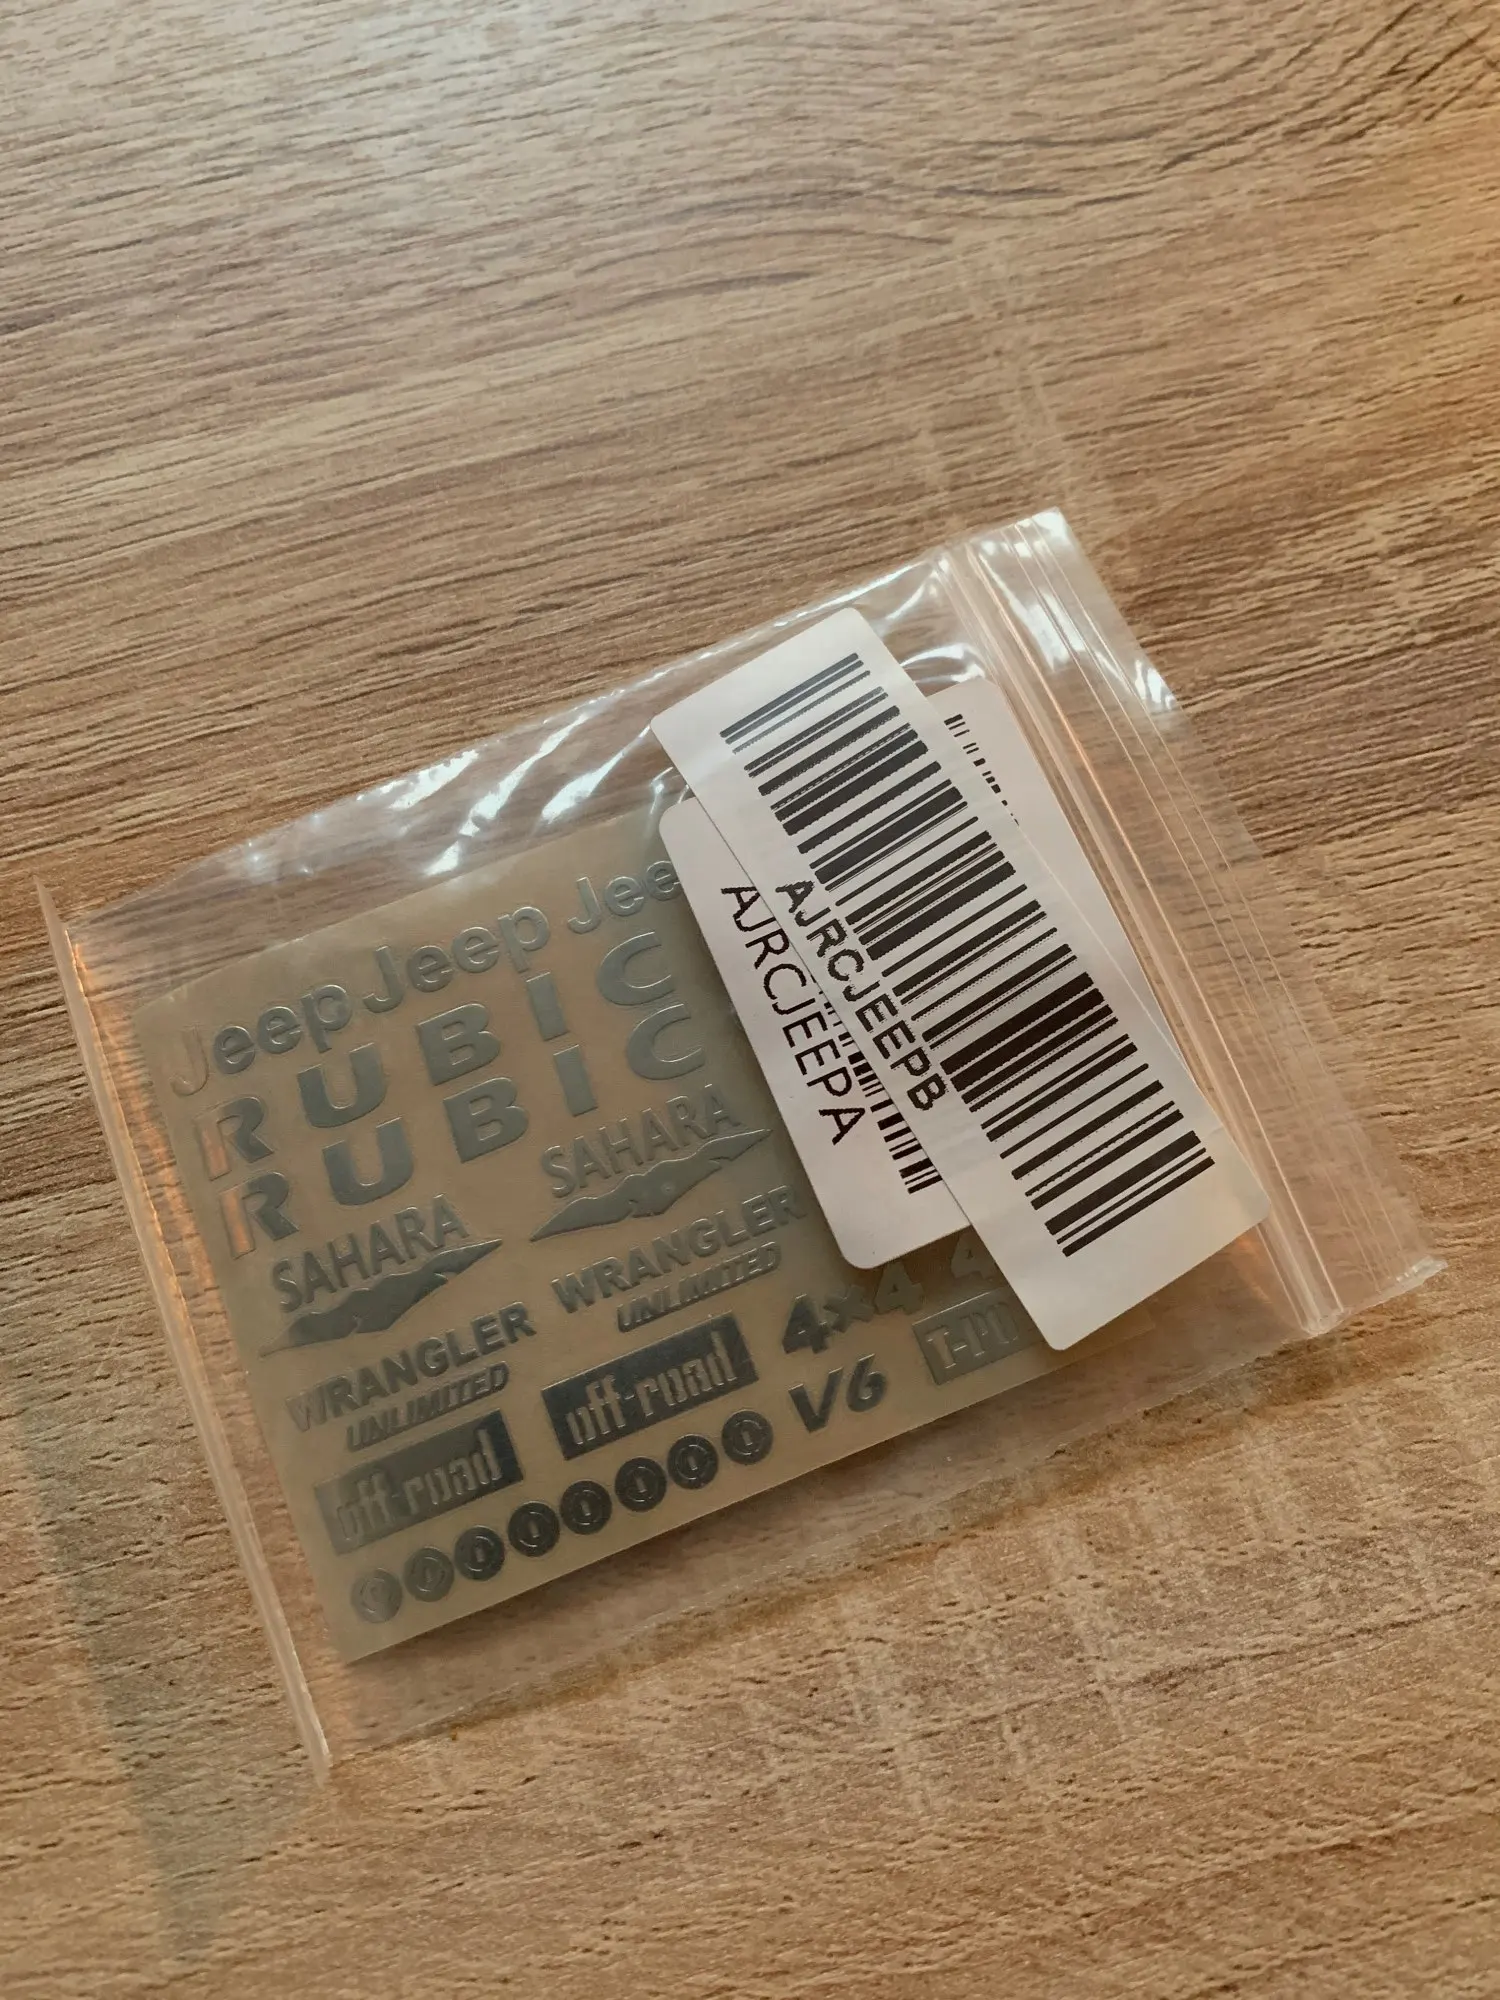 Jeep Jeep Jee
RUBIC
RUBIC
SAHARA
SAHARA
WRANGLER
UNLIMITED
WRANGLER
UNLIMITED
off-road
off-road
4x4
4
V6
AJRCJEEPB
AJRCJEEPA